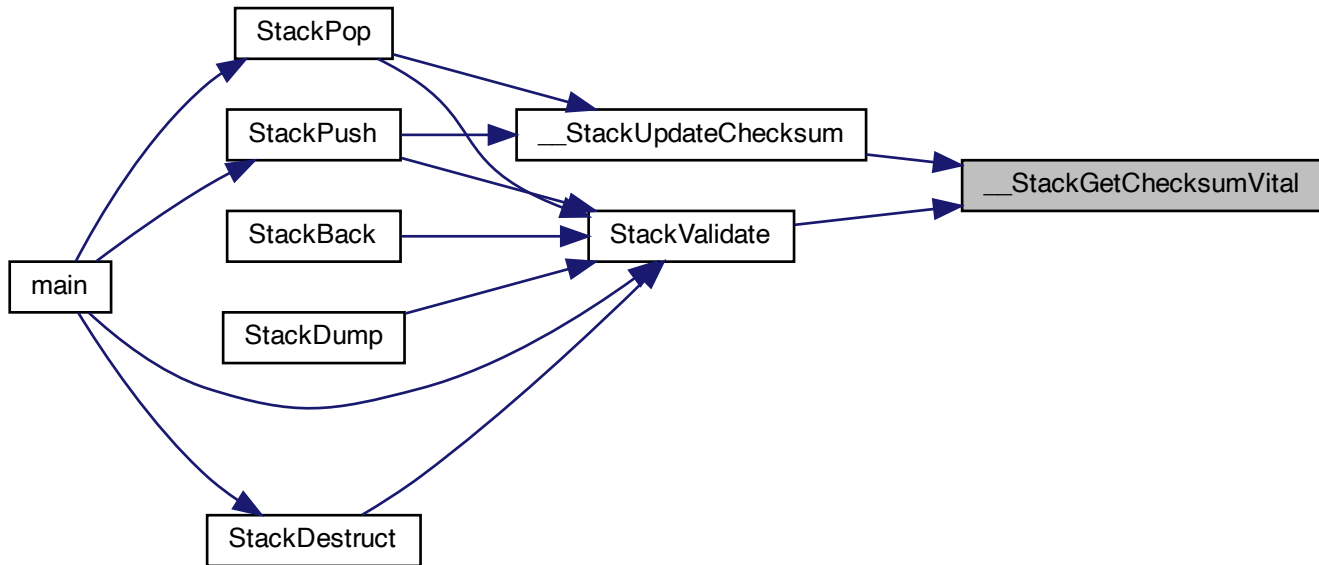 StackPop
StackPush
__StackUpdateChecksum
__StackGetChecksumVital
StackBack
StackValidate
main
StackDump
StackDestruct